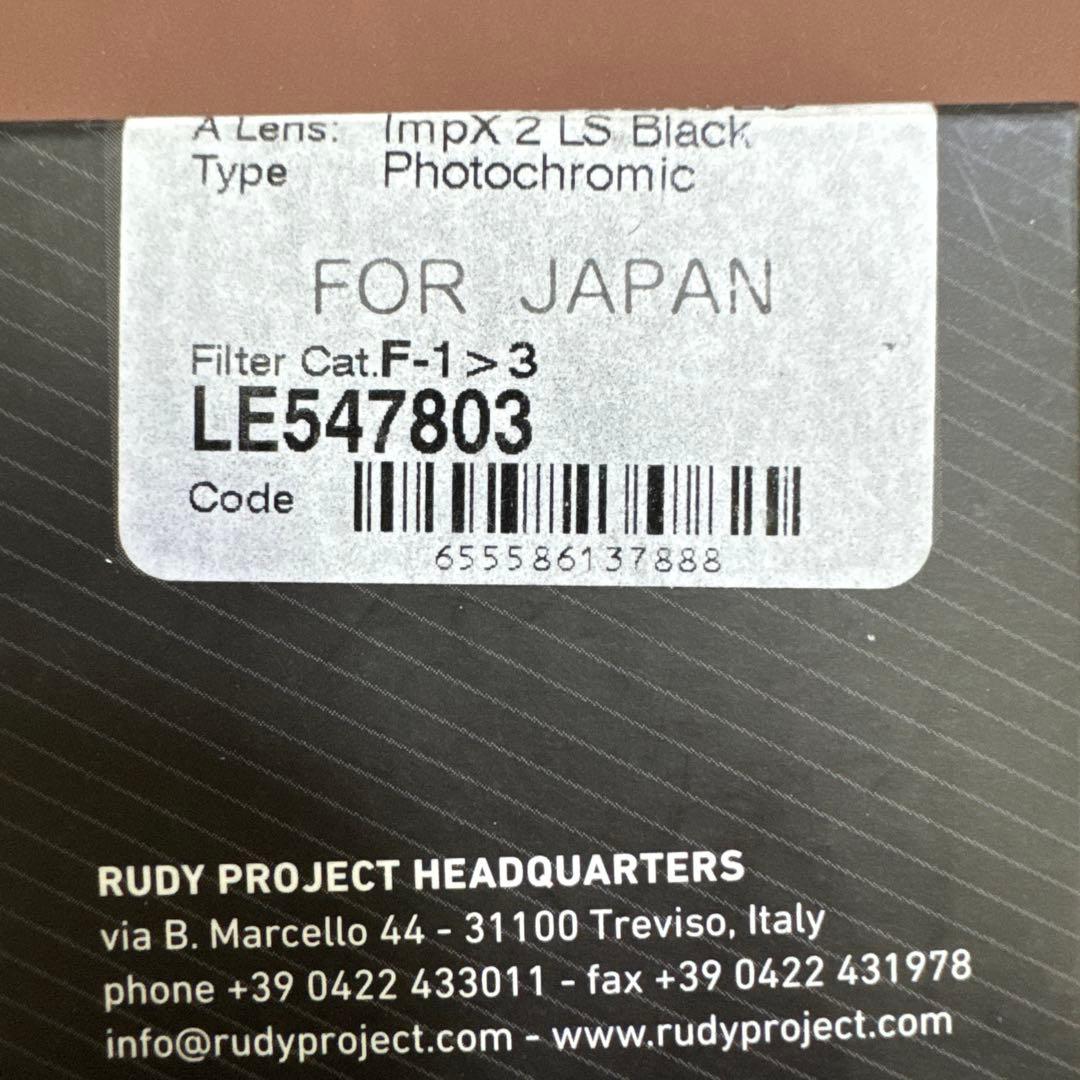 A Lens: ImpX 2 LS Black
Type Photochromic
FOR JAPAN
Filter Cat.F-1>3
LE547803
Code
655586137888
RUDY PROJECT HEADQUARTERS
via B. Marcello 44 - 31100 Treviso, Italy
phone +39 0422 433011 - fax +39 0422 431978
info@rudyproject.com - www.rudyproject.com